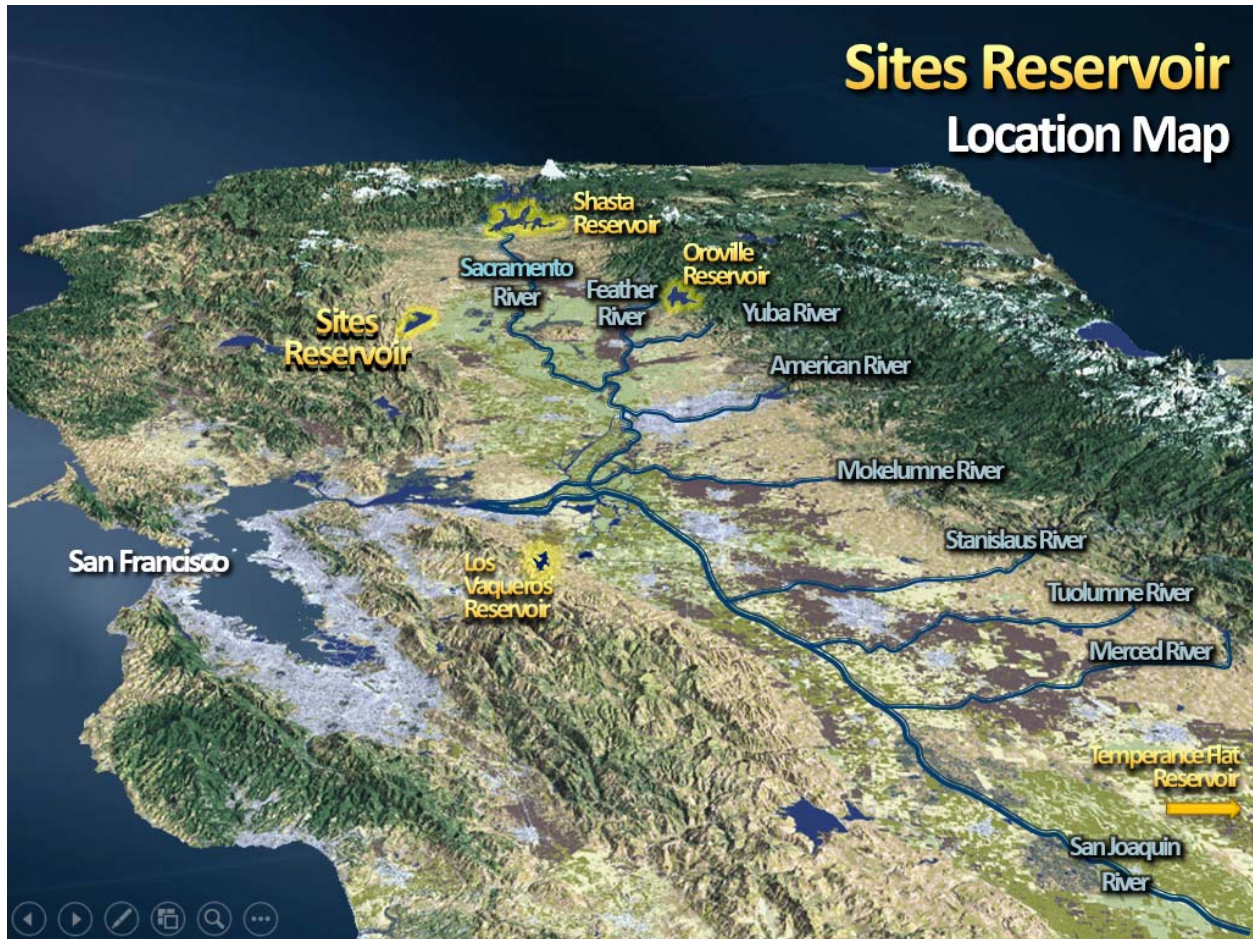 Sites Reservoir
Location Map
Shasta
Reservoir
Oroville
Reservoir
Sacramento
River
Feather
River
Yuba River
Sites
Reservoir
American River
Mokelumne River
San Francisco
Los
Vaqueros
Reservoir
Stanislaus River
Tuolumne River
Merced River
Temperance Flat
Reservoir
San Joaquin
River